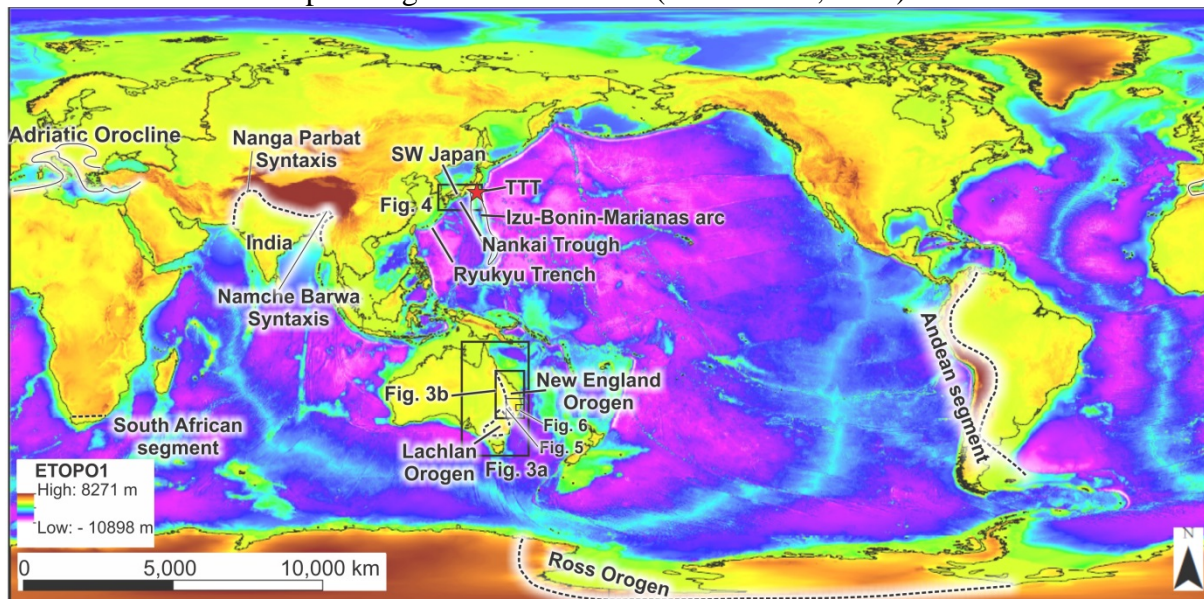 Adriatic Orocline
Nanga Parbat
Syntaxis
SW Japan
TTT
Fig. 4
Izu-Bonin-Marianas arc
India
Nankai Trough
Ryukyu Trench
Namche Barwa
Syntaxis
Andean segment
Fig. 3b
New England
Orogen
South African
segment
Fig. 6
Lachlan
Orogen
Fig. 5
Fig. 3a
ETOPO1
High: 8271 m
Low: - 10898 m
N
0 5,000 10,000 km
Ross Orogen